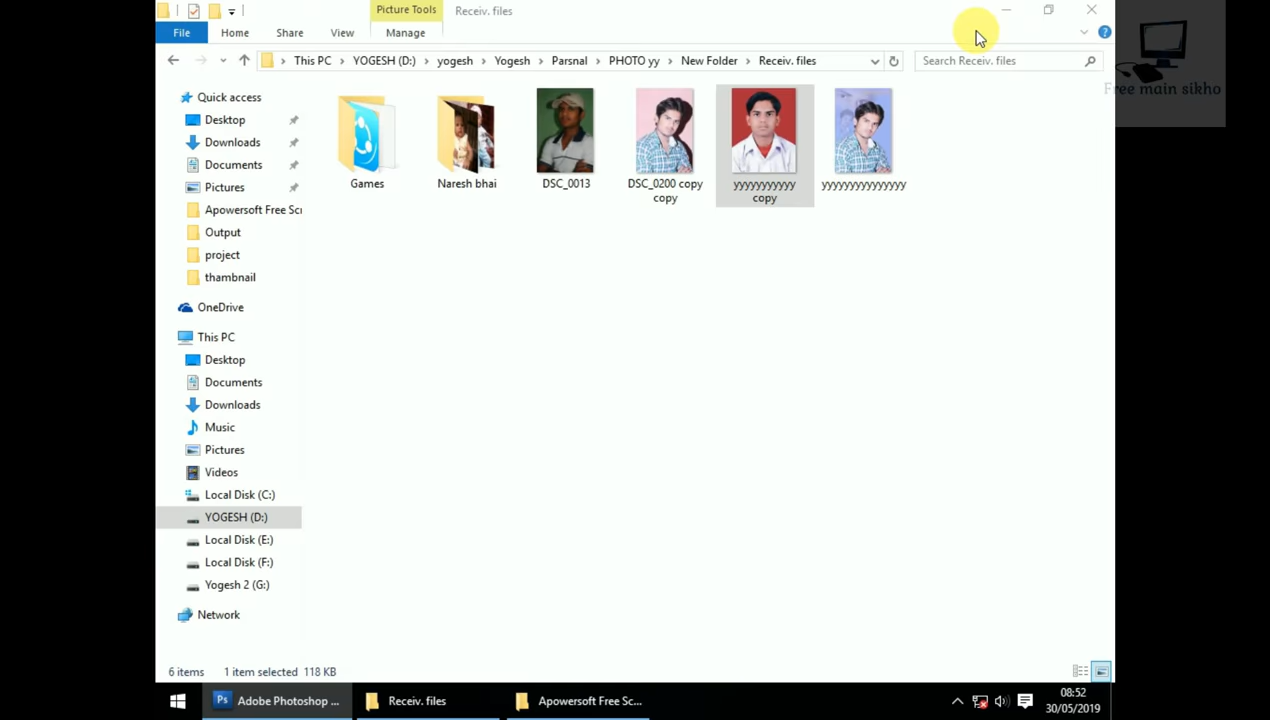 Picture Tools
Receiv. files
File
Home
Share
View
Manage
This PC
YOGESH (D:)
yogesh
Yogesh
Parsnal
PHOTO yy
New Folder
Receiv. files
Search Receiv. files
Free main sikho
Quick access
Desktop
Downloads
Documents
Pictures
Apowersoft Free Scr
Output
project
thambnail
OneDrive
This PC
Desktop
Documents
Downloads
Music
Pictures
Videos
Local Disk (C:)
YOGESH (D:)
Local Disk (E:)
Local Disk (F:)
Yogesh 2 (G:)
Network
Games
Naresh bhai
DSC_0013
DSC_0200 copy
copy
yyyyyyyyyyy
copy
yyyyyyyyyyyyyyy
6 items
1 item selected 118 KB
Ps
Adobe Photoshop ...
Receiv. files
Apowersoft Free Sc...
08:52
30/05/2019